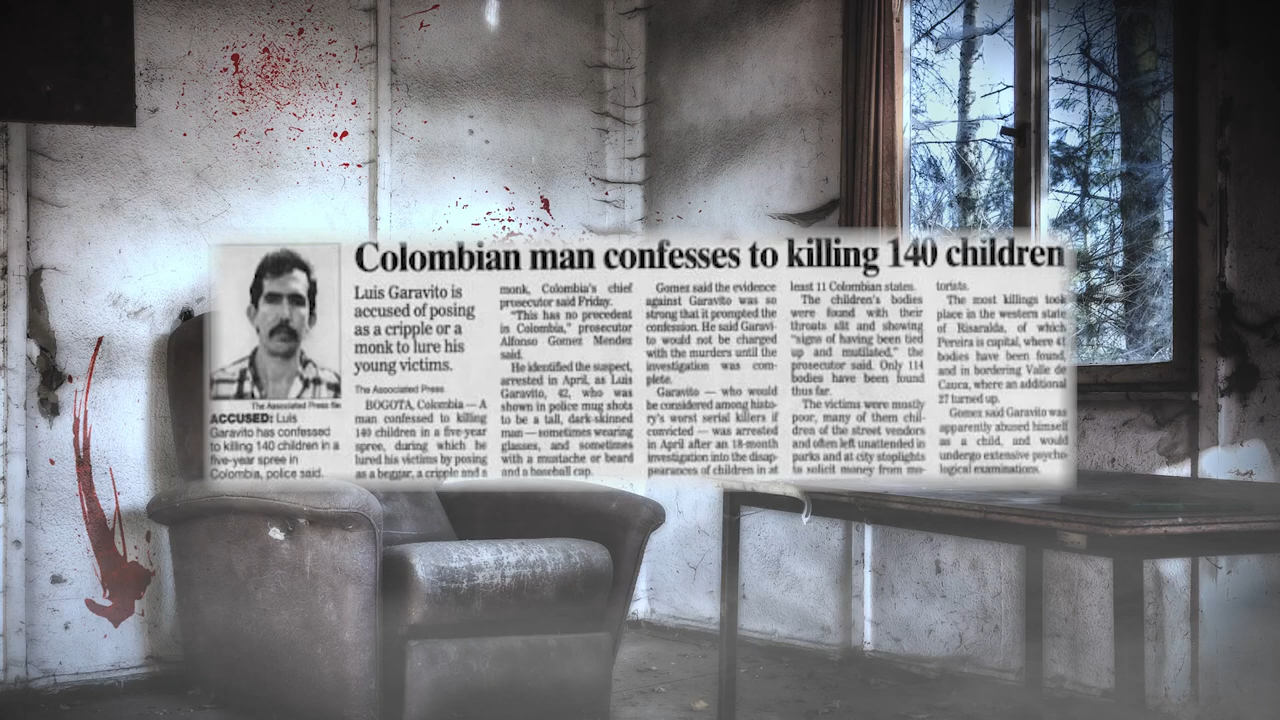 Colombian man confesses to killing 140 children
The Associated Press file
ACCUSED: Luis
Garavito has confessed
to killing 140 children in a
five-year spree in
Colombia, police said.
Luis Garavito is
accused of posing
as a cripple or a
monk to lure his
young victims.
The Associated Press
BOGOTA, Colombia — A
man confessed to killing
140 children in a five-year
spree, during which he
lured his victims by posing
as a beggar, a cripple and a
monk, Colombia's chief
prosecutor said Friday.
"This has no precedent
in Colombia," prosecutor
Alfonso Gomez Mendez
said.
He identified the suspect,
arrested in April, as Luis
Garavito, 42, who was
shown in police mug shots
to be a tall, dark-skinned
man — sometimes wearing
glasses, and sometimes
with a mustache or beard
and a baseball cap.
Gomez said the evidence
against Garavito was so
strong that it prompted the
confession. He said Garavi-
to would not be charged
with the murders until the
investigation was com-
plete.
Garavito — who would
be considered among histo-
ry's worst serial killers if
convicted — was arrested
in April after an 18-month
investigation into the disap-
pearances of children in at
least 11 Colombian states.
The children's bodies
were found with their
throats slit and showing
"signs of having been tied
up and mutilated," the
prosecutor said. Only 114
bodies have been found
thus far.
The victims were mostly
poor, many of them chil-
dren of the street vendors
and often left unattended in
parks and at city stoplights
to solicit money from mo-
torists.
The most killings took
place in the western state
of Risaralda, of which
Pereira is capital, where 41
bodies have been found,
and in bordering Valle de
Cauca, where an additional
27 turned up.
Gomez said Garavito was
apparently abused himself
as a child, and would
undergo extensive psycho-
logical examinations.